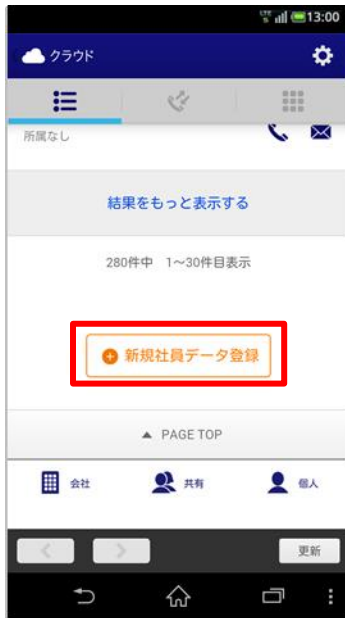 LTE 13:00
クラウド
所属なし
結果をもっと表示する
280件中 1～30件目表示
新規社員データ登録
▲ PAGE TOP
会社 共有 個人
更新